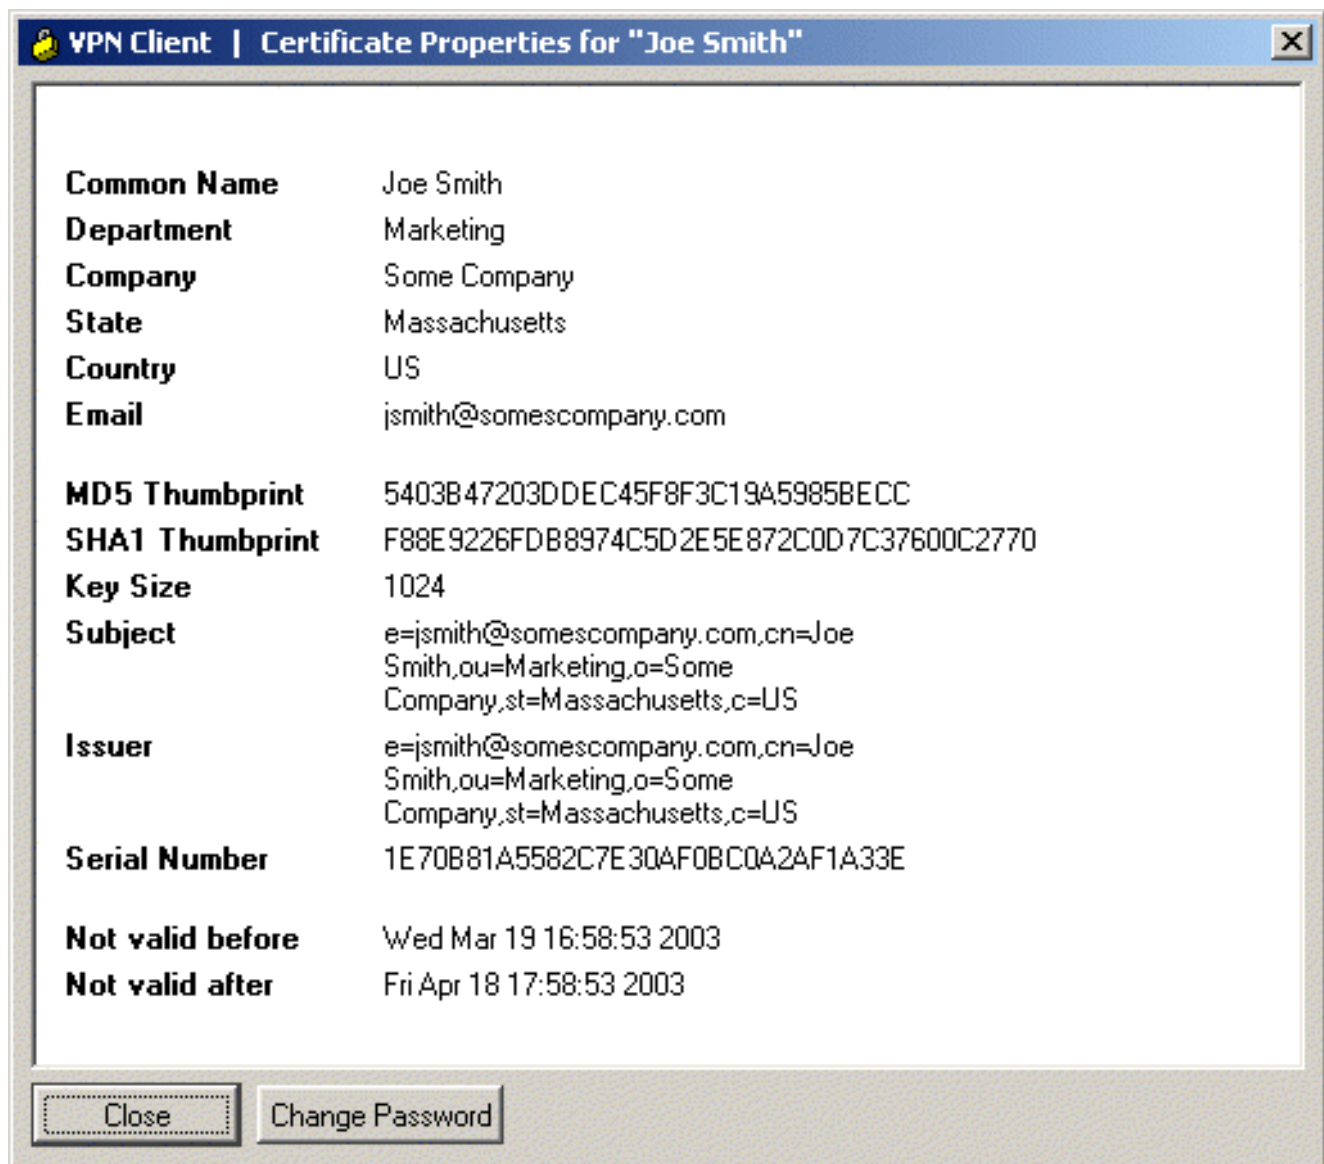 VPN Client | Certificate Properties for "Joe Smith"
Common Name Joe Smith
Department Marketing
Company Some Company
State Massachusetts
Country US
Email jsmith@somescompany.com
MD5 Thumbprint 5403B47203DDEC45F8F3C19A5985BECC
SHA1 Thumbprint F88E9226FDB8974C5D2E5E872C0D7C37600C2770
Key Size 1024
Subject e=jsmith@somescompany.com,cn=Joe
Smith,ou=Marketing,o=Some
Company,st=Massachusetts,c=US
Issuer e=jsmith@somescompany.com,cn=Joe
Smith,ou=Marketing,o=Some
Company,st=Massachusetts,c=US
Serial Number 1E70B81A5582C7E30AF0BC0A2AF1A33E
Not valid before Wed Mar 19 16:58:53 2003
Not valid after Fri Apr 18 17:58:53 2003
Close Change Password